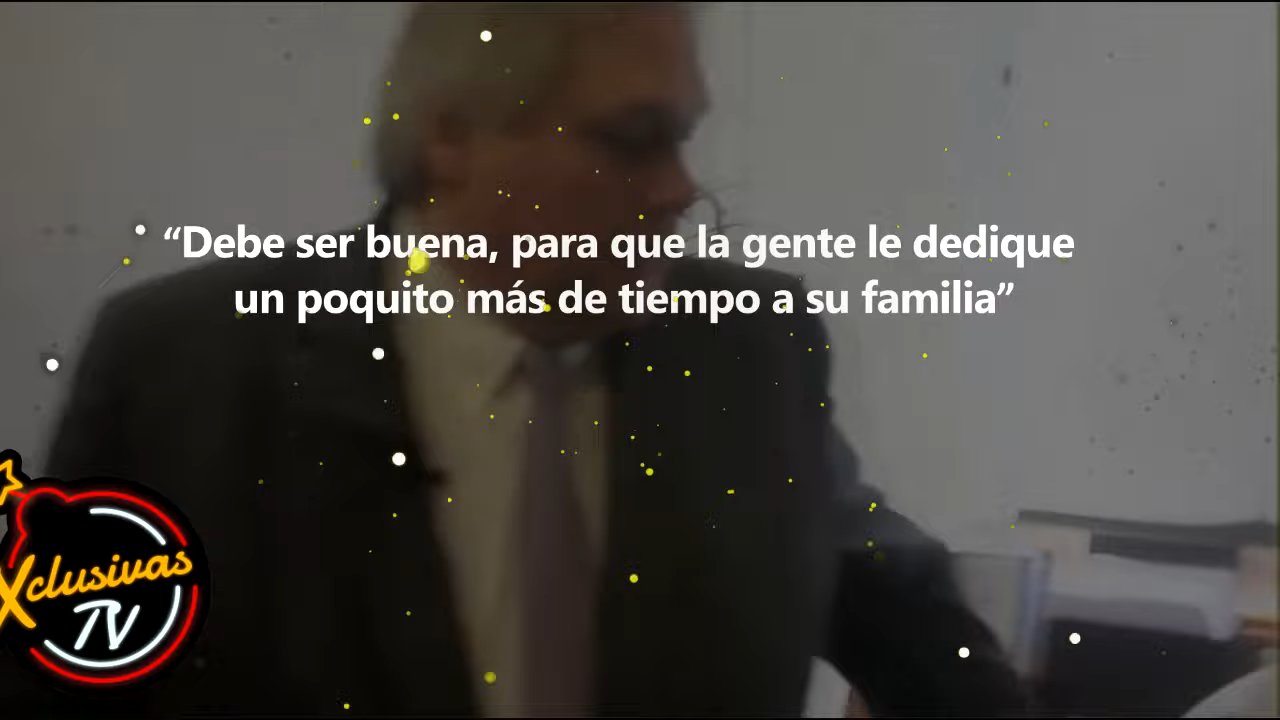 “Debe ser buena, para que la gente le dedique
un poquito más de tiempo a su familia”
Xclusivas
TV